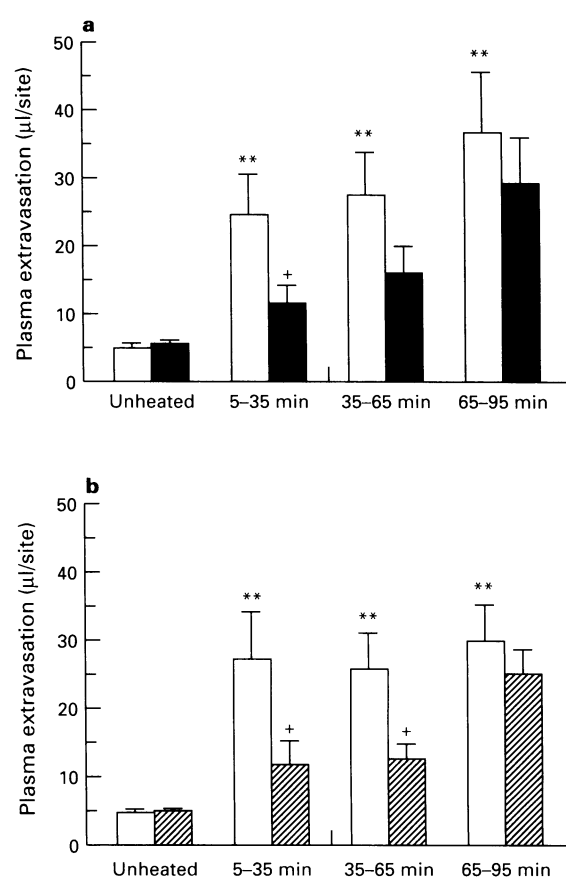 a
Plasma extravasation (µl/site)
50
40
30
20
10
0
**
**
**
+
Unheated
5–35 min
35–65 min
65–95 min
b
Plasma extravasation (µl/site)
50
40
30
20
10
0
**
**
**
+
+
Unheated
5–35 min
35–65 min
65–95 min